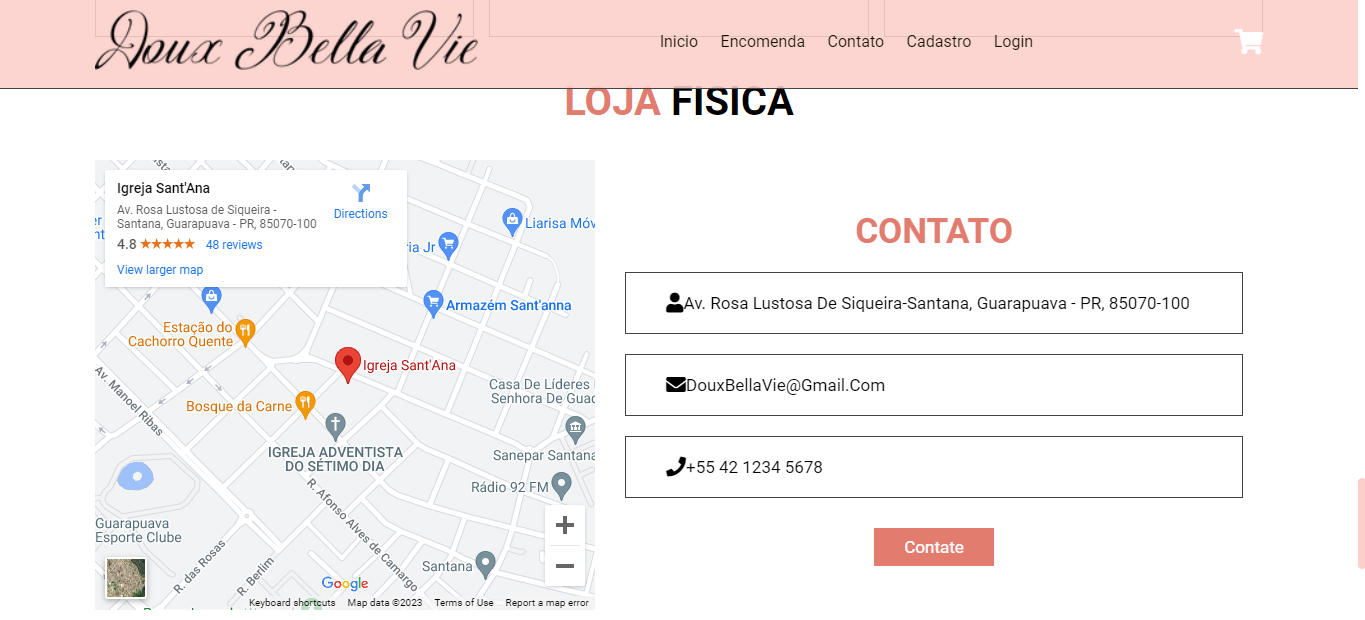 Doux Bella Vie
Inicio Encomenda Contato Cadastro Login
LOJA FISICA
Igreja Sant'Ana
Av. Rosa Lustosa de Siqueira -
Santana, Guarapuava - PR, 85070-100
4.8 48 reviews
View larger map
Directions
Liarisa Móv
ia Jr
Armazém Sant'anna
Estação do
Cachorro Quente
Igreja Sant'Ana
Av. Manoel Ribas
Bosque da Carne
Casa De Líderes
Senhora De Guad
IGREJA ADVENTISTA
DO SÉTIMO DIA
Sanepar Santana
Rádio 92 FM
R. Afonso Alves de Camargo
Guarapuava
Esporte Clube
R. das Rosas
R. Berlim
Santana
Google
Keyboard shortcuts Map data ©2023 Terms of Use Report a map error
CONTATO
Av. Rosa Lustosa De Siqueira-Santana, Guarapuava - PR, 85070-100
DouxBellaVie@Gmail.Com
+55 42 1234 5678
Contate